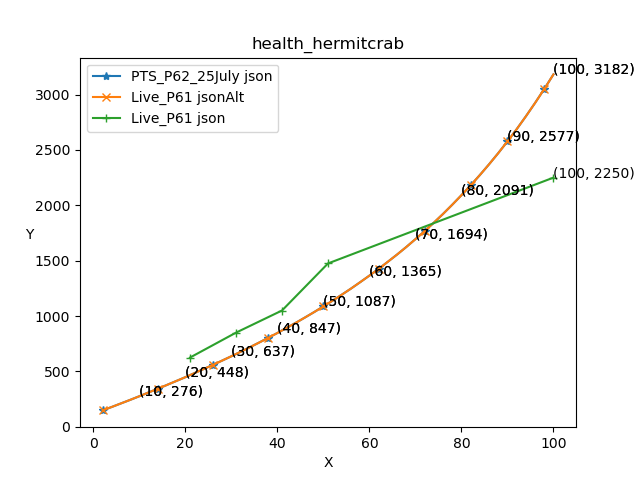 health_hermitcrab
PTS_P62_25July json
Live_P61 jsonAlt
Live_P61 json
(100, 3182)
(90, 2577)
(100, 2250)
(80, 2091)
(70, 1694)
(60, 1365)
(50, 1087)
(40, 847)
(30, 637)
(20, 448)
(10, 276)
3000
2500
2000
1500
1000
500
0
Y
0 20 40 60 80 100
X